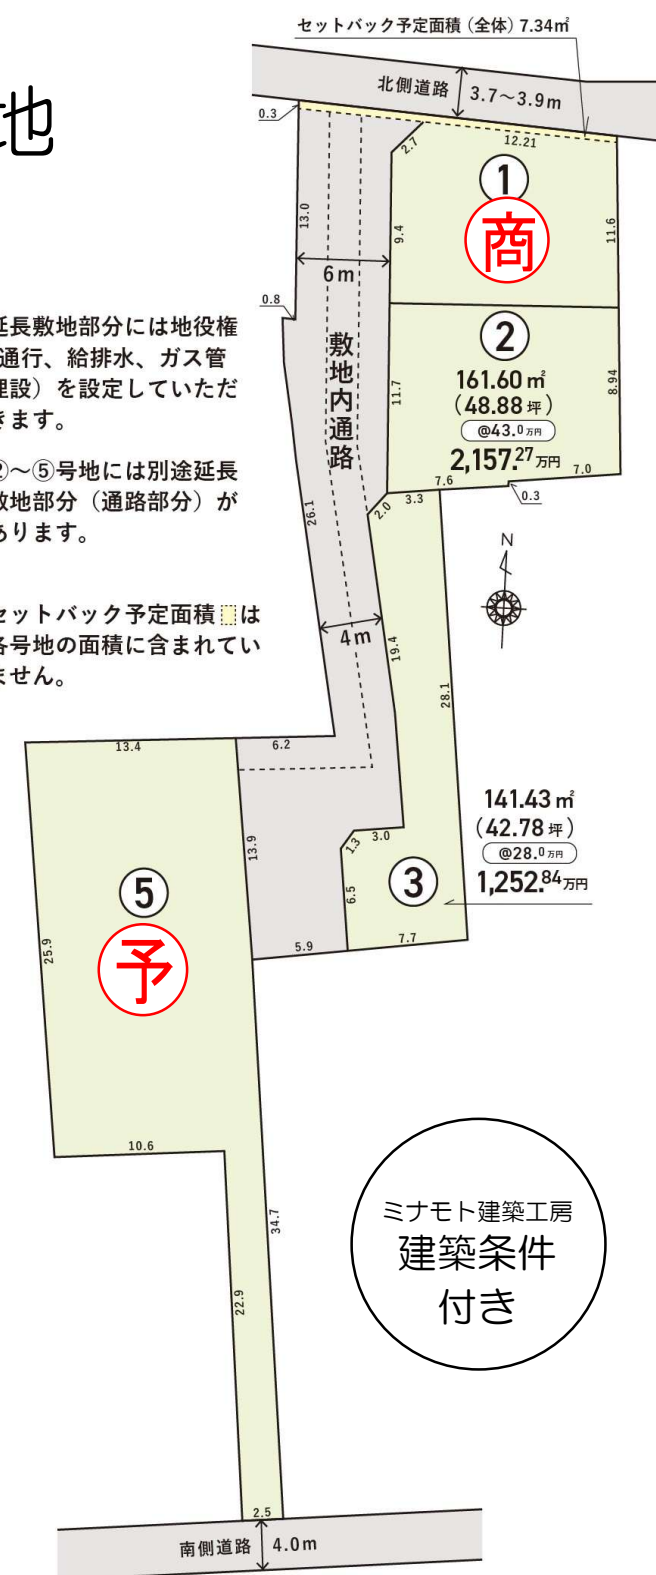 セットバック予定面積（全体）7.34㎡
地
北側道路 3.7〜3.9m
0.3
2.7
12.21
①
商
13.0
9.4
11.6
6m
0.8
敷地内通路
②
161.60㎡
（48.88坪）
@43.0万円
2,157.27万円
11.7
8.94
7.6
7.0
0.3
延長敷地部分には地役権
通行、給排水、ガス管
埋設）を設定していただ
きます。
②〜⑤号地には別途延長
敷地部分（通路部分）が
あります。
セットバック予定面積は
各号地の面積に含まれてい
ません。
2.0
3.3
26.1
N
4m
19.4
28.1
13.4
6.2
13.9
1.3
3.0
6.5
③
141.43㎡
（42.78坪）
@28.0万円
1,252.84万円
5.9
7.7
⑤
予
25.9
10.6
34.7
22.9
ミナモト建築工房
建築条件
付き
2.5
南側道路 4.0m